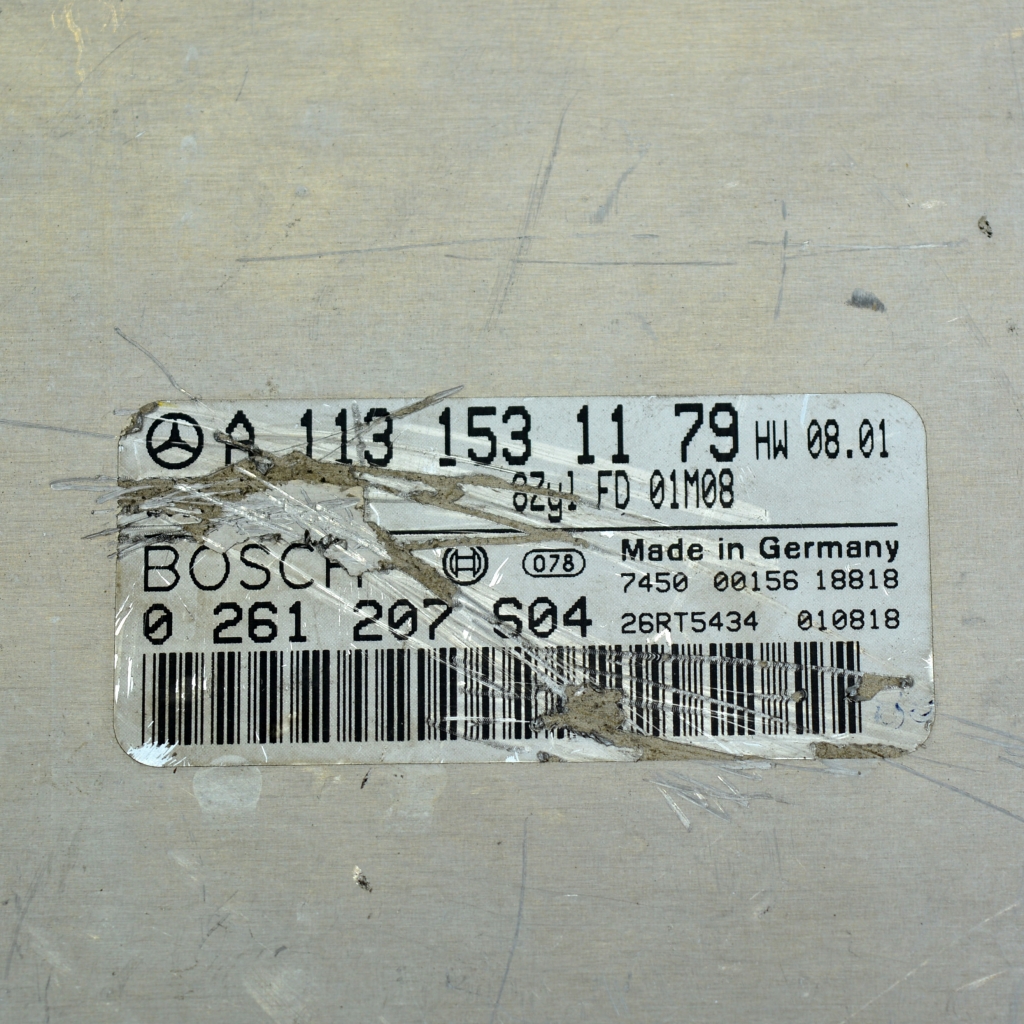 A 113 153 11 79 HW 08.01
8Zyl FD 01M08
BOSCH 078 Made in Germany
7450 00156 18818
0 261 207 S04 26RT5434 010818